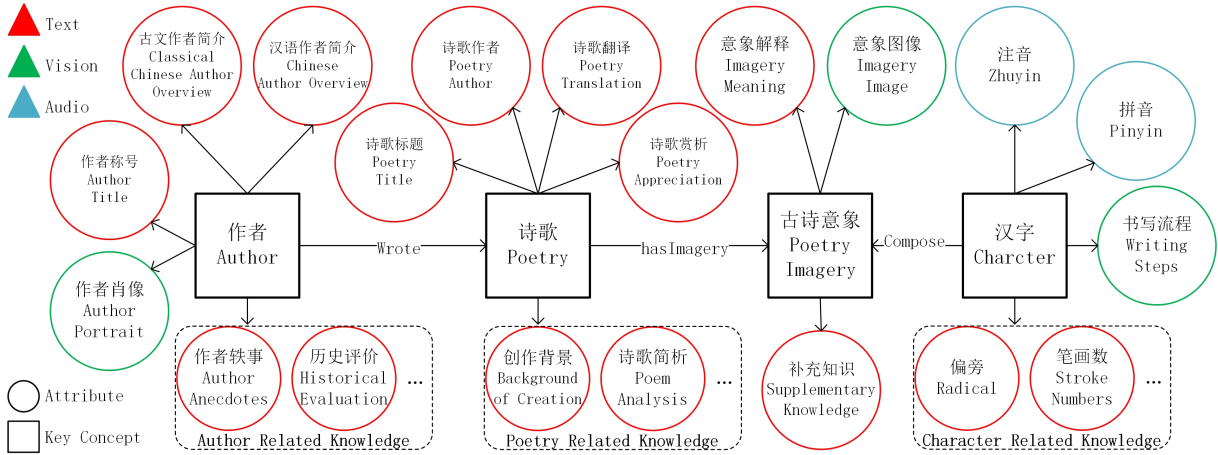 Text
Vision
Audio
古文作者简介
Classical
Chinese Author
Overview
汉语作者简介
Chinese
Author Overview
诗歌作者
Poetry
Author
诗歌翻译
Poetry
Translation
意象解释
Imagery
Meaning
意象图像
Imagery
Image
注音
Zhuyin
拼音
Pinyin
作者称号
Author
Title
诗歌标题
Poetry
Title
诗歌赏析
Poetry
Appreciation
作者
Author
Wrote
诗歌
Poetry
hasImagery
古诗意象
Poetry
Imagery
Compose
汉字
Charcter
书写流程
Writing
Steps
作者肖像
Author
Portrait
作者轶事
Author
Anecdotes
历史评价
Historical
Evaluation
...
Author Related Knowledge
创作背景
Background
of Creation
诗歌简析
Poem
Analysis
...
Poetry Related Knowledge
补充知识
Supplementary
Knowledge
偏旁
Radical
笔画数
Stroke
Numbers
...
Character Related Knowledge
Attribute
Key Concept